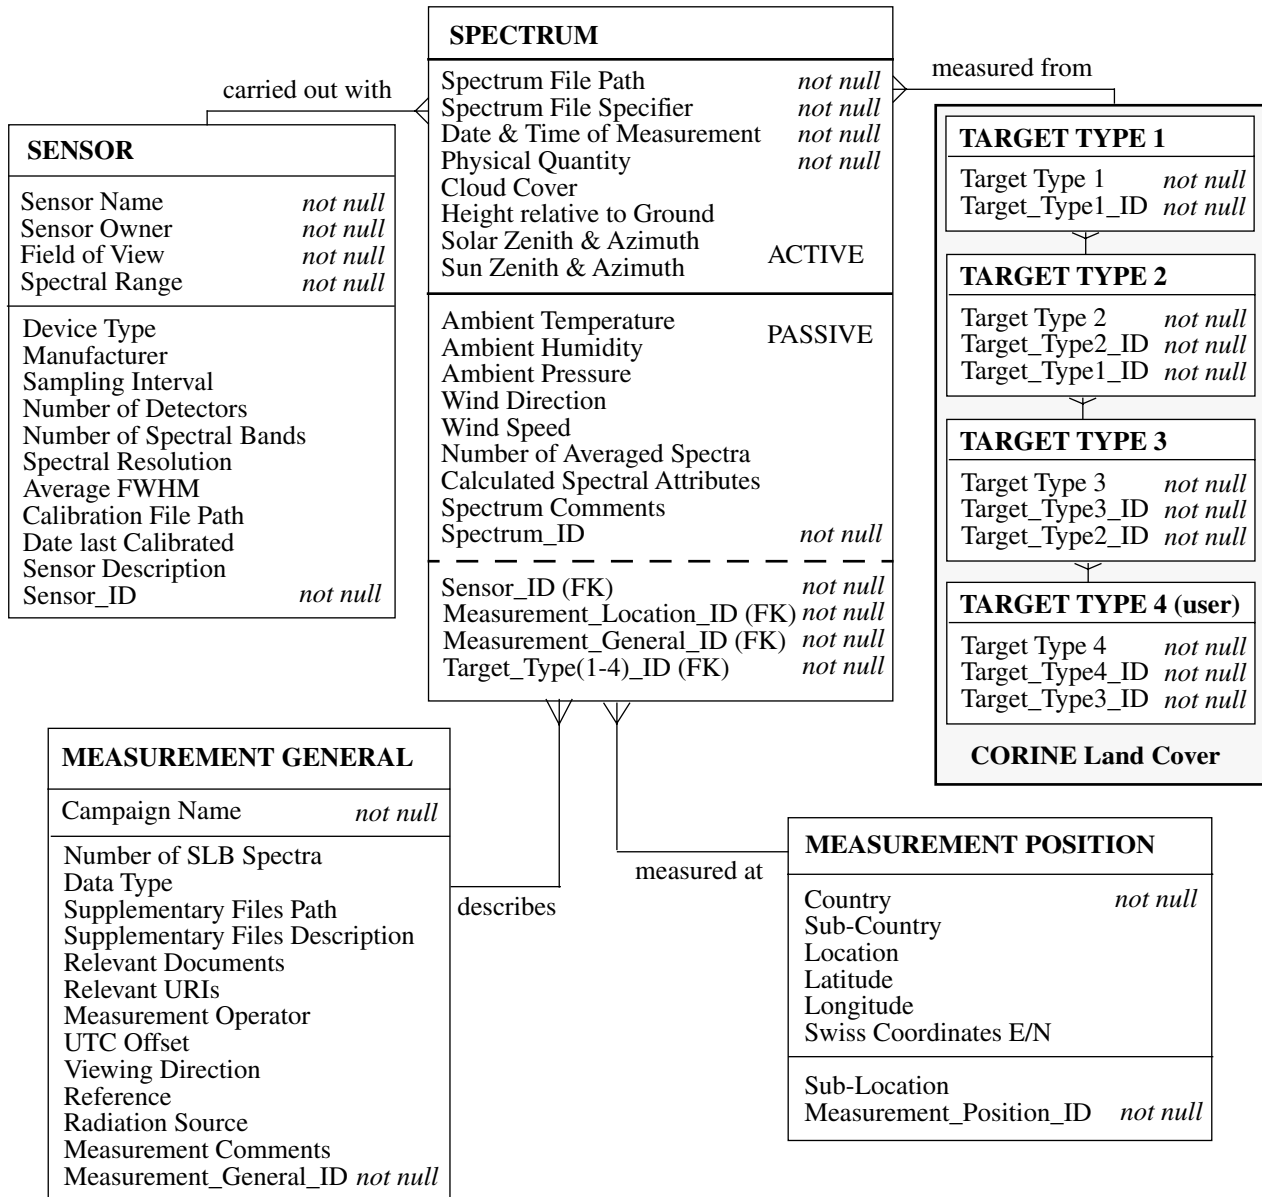 SPECTRUM
Spectrum File Path not null
Spectrum File Specifier not null
Date & Time of Measurement not null
Physical Quantity not null
Cloud Cover
Height relative to Ground
Solar Zenith & Azimuth
Sun Zenith & Azimuth
ACTIVE
Ambient Temperature
PASSIVE
Ambient Humidity
Ambient Pressure
Wind Direction
Wind Speed
Number of Averaged Spectra
Calculated Spectral Attributes
Spectrum Comments
Spectrum_ID not null
Sensor_ID (FK) not null
Measurement_Location_ID (FK) not null
Measurement_General_ID (FK) not null
Target_Type(1-4)_ID (FK) not null
carried out with
SENSOR
Sensor Name not null
Sensor Owner not null
Field of View not null
Spectral Range not null
Device Type
Manufacturer
Sampling Interval
Number of Detectors
Number of Spectral Bands
Spectral Resolution
Average FWHM
Calibration File Path
Date last Calibrated
Sensor Description
Sensor_ID not null
measured from
TARGET TYPE 1
Target Type 1 not null
Target_Type1_ID not null
TARGET TYPE 2
Target Type 2 not null
Target_Type2_ID not null
Target_Type1_ID not null
TARGET TYPE 3
Target Type 3 not null
Target_Type3_ID not null
Target_Type2_ID not null
TARGET TYPE 4 (user)
Target Type 4 not null
Target_Type4_ID not null
Target_Type3_ID not null
CORINE Land Cover
MEASUREMENT GENERAL
Campaign Name not null
Number of SLB Spectra
Data Type
Supplementary Files Path
Supplementary Files Description
Relevant Documents
Relevant URIs
Measurement Operator
UTC Offset
Viewing Direction
Reference
Radiation Source
Measurement Comments
Measurement_General_ID not null
describes
measured at
MEASUREMENT POSITION
Country not null
Sub-Country
Location
Latitude
Longitude
Swiss Coordinates E/N
Sub-Location
Measurement_Position_ID not null